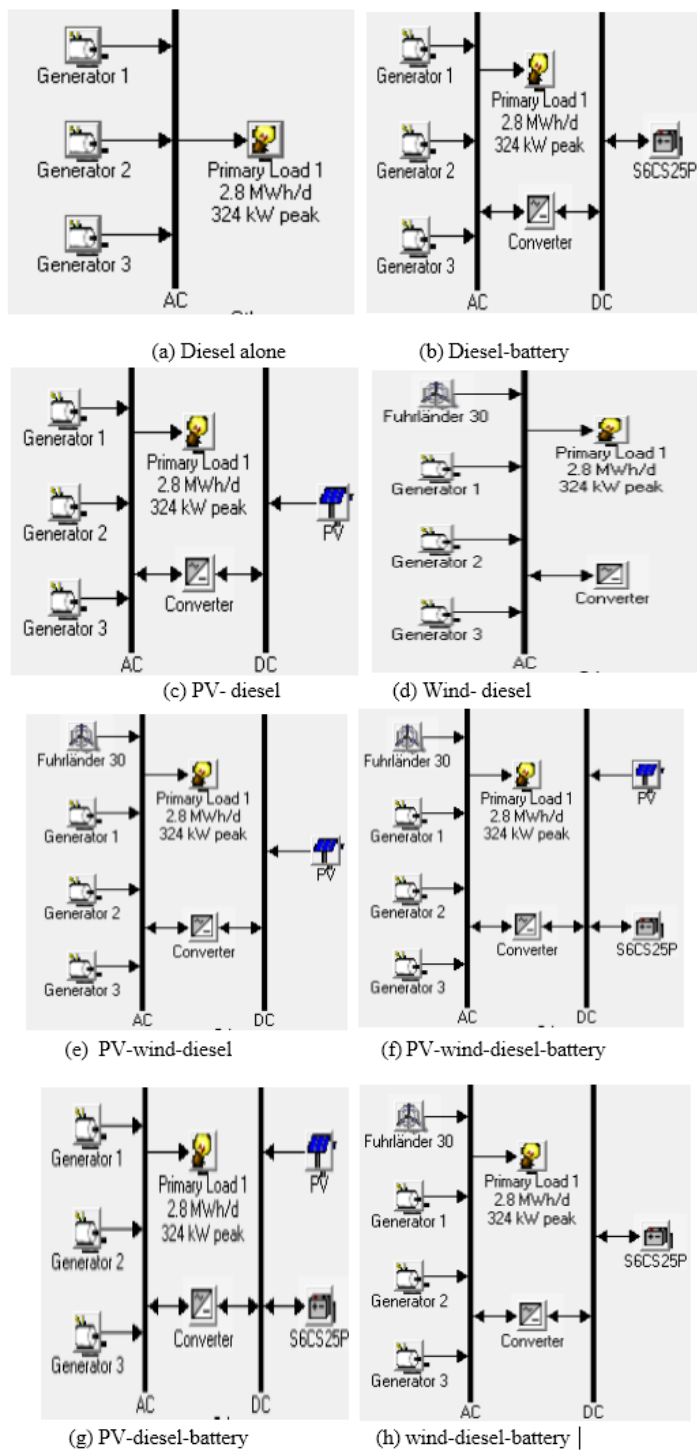 Generator 1
Generator 2
Generator 3
Primary Load 1
2.8 MWh/d
324 kW peak
AC
(a) Diesel alone
Generator 1
Generator 2
Generator 3
Primary Load 1
2.8 MWh/d
324 kW peak
S6CS25P
Converter
AC
DC
(b) Diesel-battery
Generator 1
Generator 2
Generator 3
Primary Load 1
2.8 MWh/d
324 kW peak
PV
Converter
AC
DC
(c) PV- diesel
Fuhrländer 30
Generator 1
Generator 2
Generator 3
Primary Load 1
2.8 MWh/d
324 kW peak
Converter
AC
(d) Wind- diesel
Fuhrländer 30
Generator 1
Generator 2
Generator 3
Primary Load 1
2.8 MWh/d
324 kW peak
PV
Converter
AC
DC
(e) PV-wind-diesel
Fuhrländer 30
Generator 1
Generator 2
Generator 3
Primary Load 1
2.8 MWh/d
324 kW peak
PV
Converter
S6CS25P
AC
DC
(f) PV-wind-diesel-battery
Generator 1
Generator 2
Generator 3
Primary Load 1
2.8 MWh/d
324 kW peak
PV
Converter
S6CS25P
AC
DC
(g) PV-diesel-battery
Fuhrländer 30
Generator 1
Generator 2
Generator 3
Primary Load 1
2.8 MWh/d
324 kW peak
S6CS25P
Converter
AC
DC
(h) wind-diesel-battery